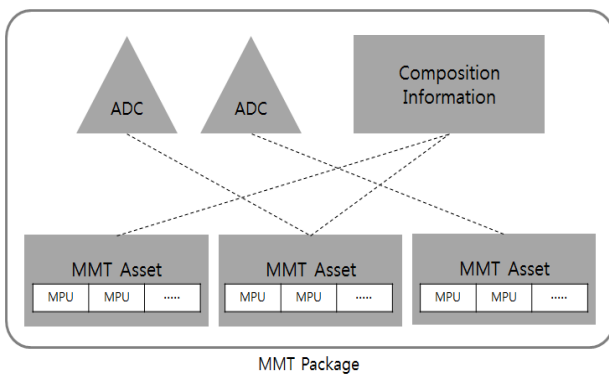 ADC
ADC
Composition
Information
MMT Asset
MPU
MPU
.....
MMT Asset
MPU
MPU
.....
MMT Asset
MPU
MPU
.....
MMT Package